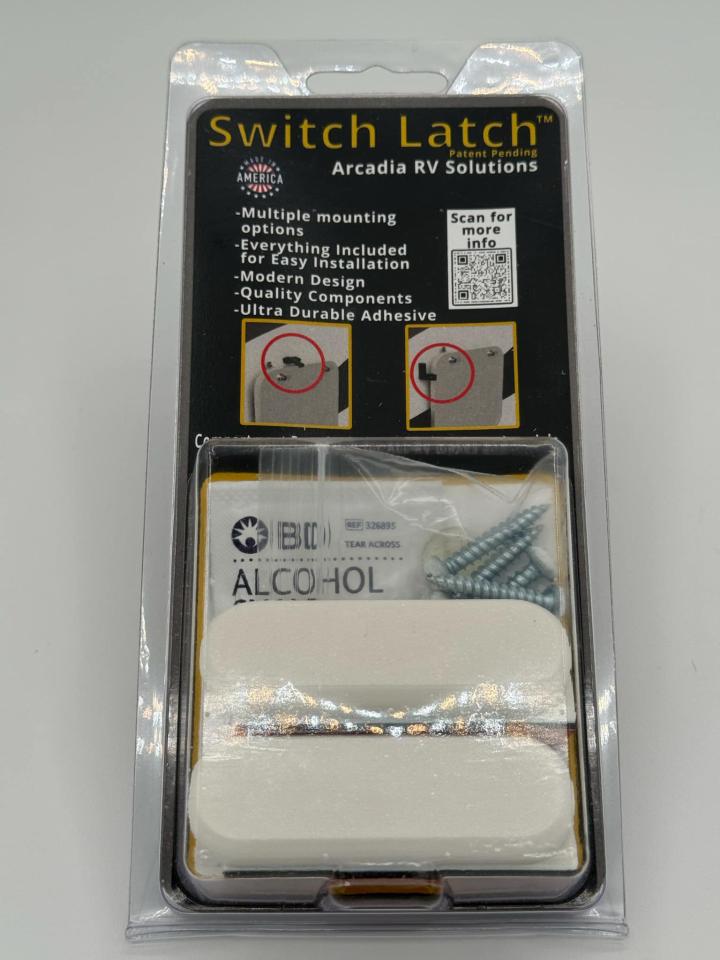 Switch Latch™
Patent Pending
MADE IN
AMERICA
Arcadia RV Solutions
-Multiple mounting
options
-Everything Included
for Easy Installation
-Modern Design
-Quality Components
-Ultra Durable Adhesive
Scan for
more
info
BD
REF 326895
TEAR ACROSS
ALCOHOL